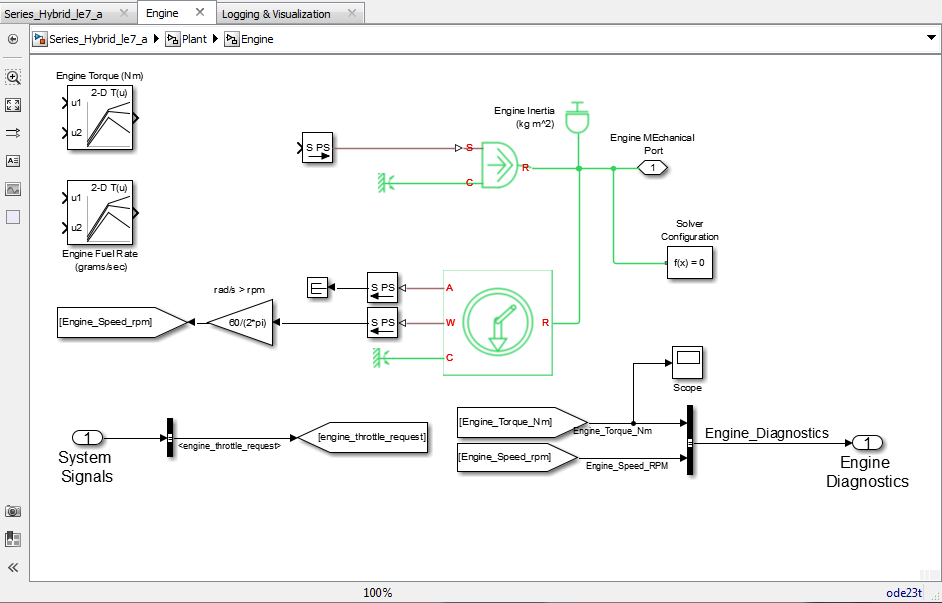 Series_Hybrid_le7_a
Engine
Logging & Visualization
Series_Hybrid_le7_a
Plant
Engine
Engine Torque (Nm)
2-D T(u)
u1
u2
2-D T(u)
u1
u2
Engine Fuel Rate
(grams/sec)
S PS
S
C
R
Engine Inertia
(kg m^2)
Engine MEchanical
Port
1
Solver
Configuration
f(x) = 0
rad/s > rpm
[Engine_Speed_rpm]
60/(2*pi)
S PS
S PS
A
W
C
R
Scope
1
System
Signals
<engine_throttle_request>
[engine_throttle_request]
[Engine_Torque_Nm]
Engine_Torque_Nm
[Engine_Speed_rpm]
Engine_Speed_RPM
Engine_Diagnostics
1
Engine
Diagnostics
100%
ode23t